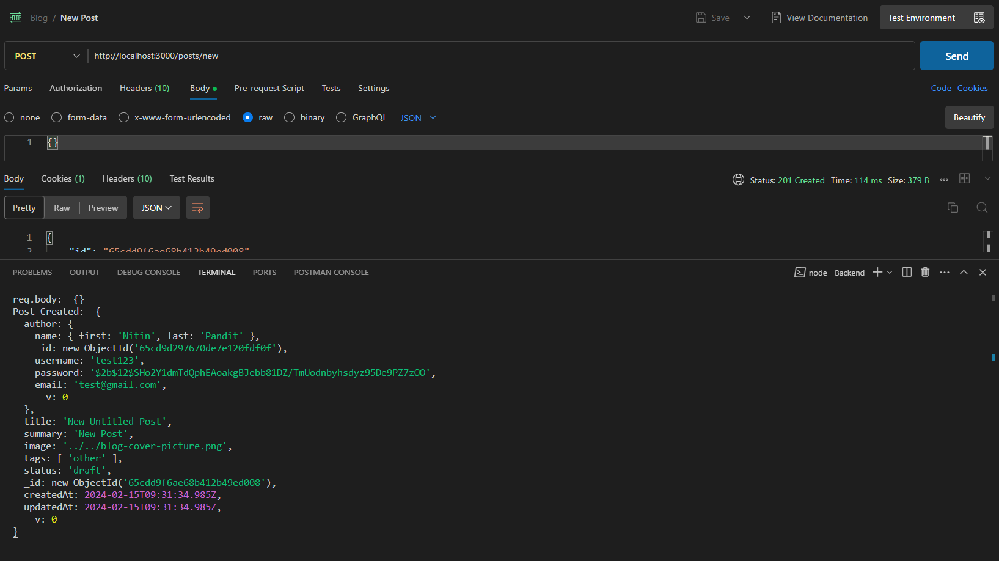 HTTP Blog / New Post Save View Documentation Test Environment
POST http://localhost:3000/posts/new Send
Params Authorization Headers (10) Body Pre-request Script Tests Settings Code Cookies
none form-data x-www-form-urlencoded raw binary GraphQL JSON Beautify
1 {}
Body Cookies (1) Headers (10) Test Results Status: 201 Created Time: 114 ms Size: 379 B
Pretty Raw Preview JSON
1 {
2 "id": "65cdd9f6ae68b412b49ed008"
PROBLEMS OUTPUT DEBUG CONSOLE TERMINAL PORTS POSTMAN CONSOLE node - Backend
req.body:  {}
Post Created:  {
  author: {
    name: { first: 'Nitin', last: 'Pandit' },
    _id: new ObjectId('65cd9d297670de7e120fdf0f'),
    username: 'test123',
    password: '$2b$12$SHo2Y1dmTdQphEAoakgBJebb81DZ/TmUodnbyhsdyz95De9PZ7zOO',
    email: 'test@gmail.com',
    __v: 0
  },
  title: 'New Untitled Post',
  summary: 'New Post',
  image: '../../blog-cover-picture.png',
  tags: [ 'other' ],
  status: 'draft',
  _id: new ObjectId('65cdd9f6ae68b412b49ed008'),
  createdAt: 2024-02-15T09:31:34.985Z,
  updatedAt: 2024-02-15T09:31:34.985Z,
  __v: 0
}